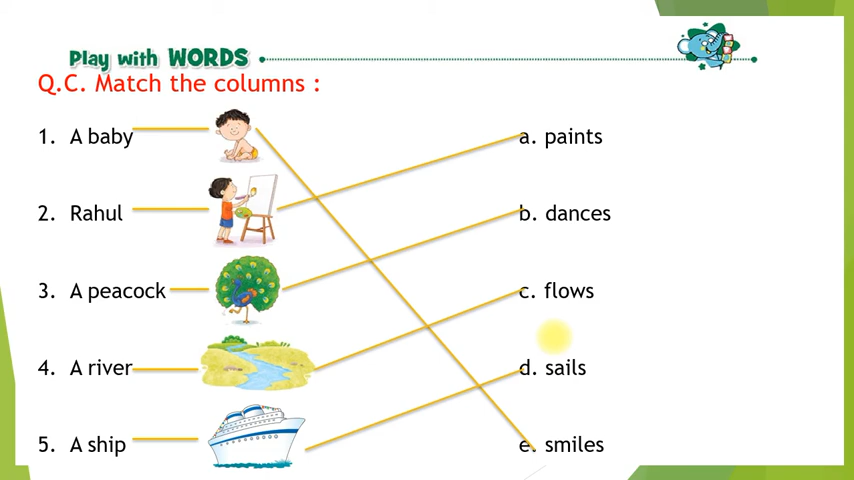 Play with WORDS
Q.C. Match the columns :
1. A baby
a. paints
2. Rahul
b. dances
3. A peacock
c. flows
4. A river
d. sails
5. A ship
e. smiles